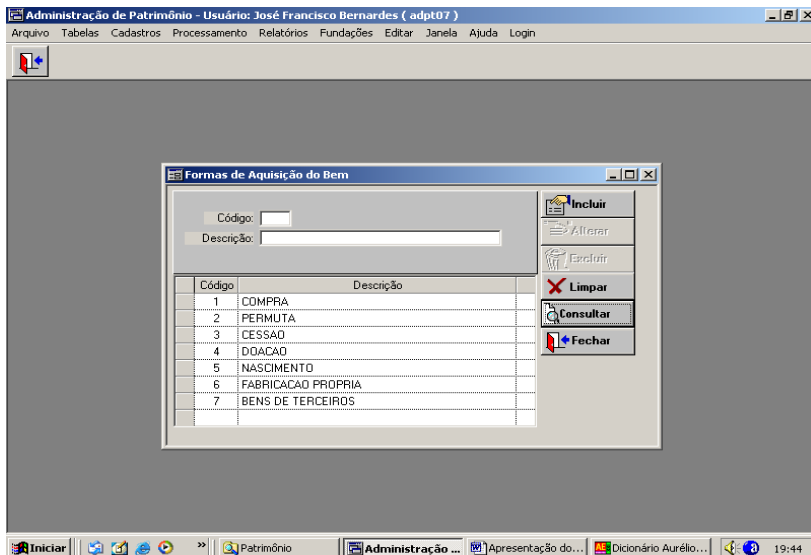 Administração de Patrimônio - Usuário: José Francisco Bernardes ( adpt07 )
Arquivo Tabelas Cadastros Processamento Relatórios Fundações Editar Janela Ajuda Login
Formas de Aquisição do Bem
Código:
Descrição:
Incluir
Alterar
Excluir
Limpar
Consultar
Fechar
Código Descrição
1 COMPRA
2 PERMUTA
3 CESSAO
4 DOACAO
5 NASCIMENTO
6 FABRICACAO PROPRIA
7 BENS DE TERCEIROS
Iniciar » Patrimônio Administração ... Apresentação do... Dicionário Aurélio... 19:44